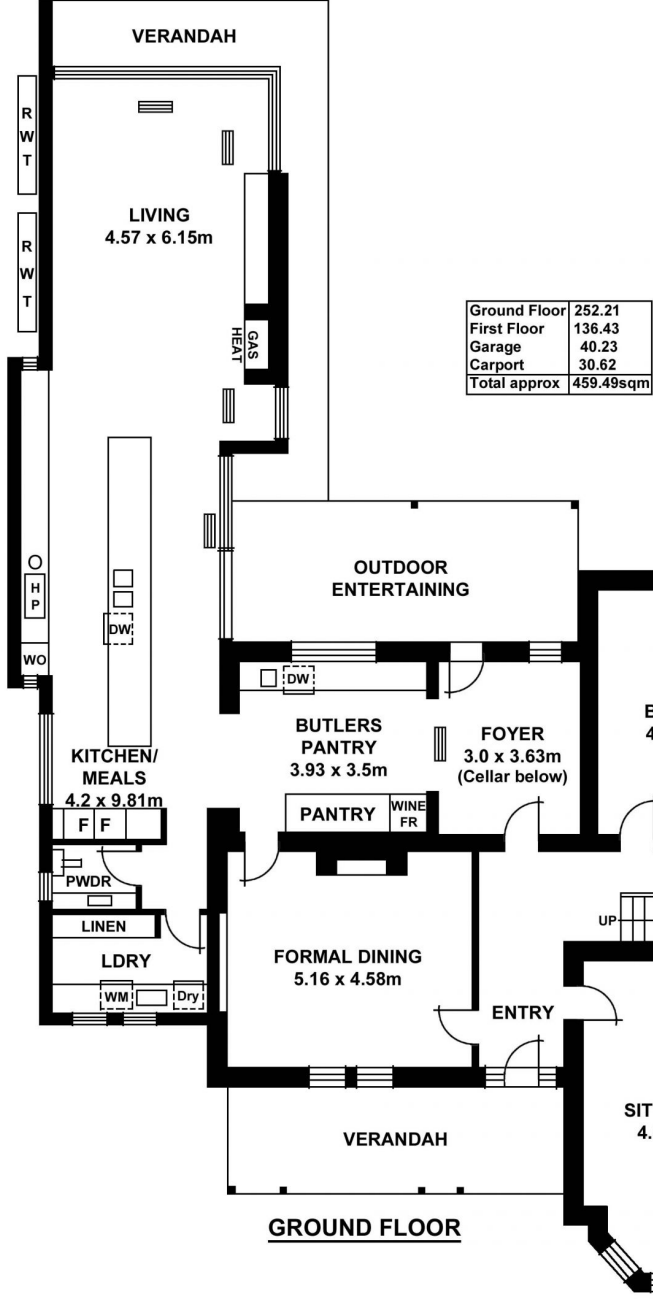 VERANDAH
R
W
T
LIVING
4.57 x 6.15m
R
W
T
GAS
HEAT
Ground Floor 252.21
First Floor 136.43
Garage 40.23
Carport 30.62
Total approx 459.49sqm
OUTDOOR
ENTERTAINING
H
P
DW
WO
DW
BUTLERS
PANTRY
3.93 x 3.5m
FOYER
3.0 x 3.63m
(Cellar below)
KITCHEN/
MEALS
4.2 x 9.81m
PANTRY
WINE
FR
F F
PWDR
LINEN
LDRY
WM
Dry
FORMAL DINING
5.16 x 4.58m
UP
ENTRY
SIT
4.
VERANDAH
GROUND FLOOR